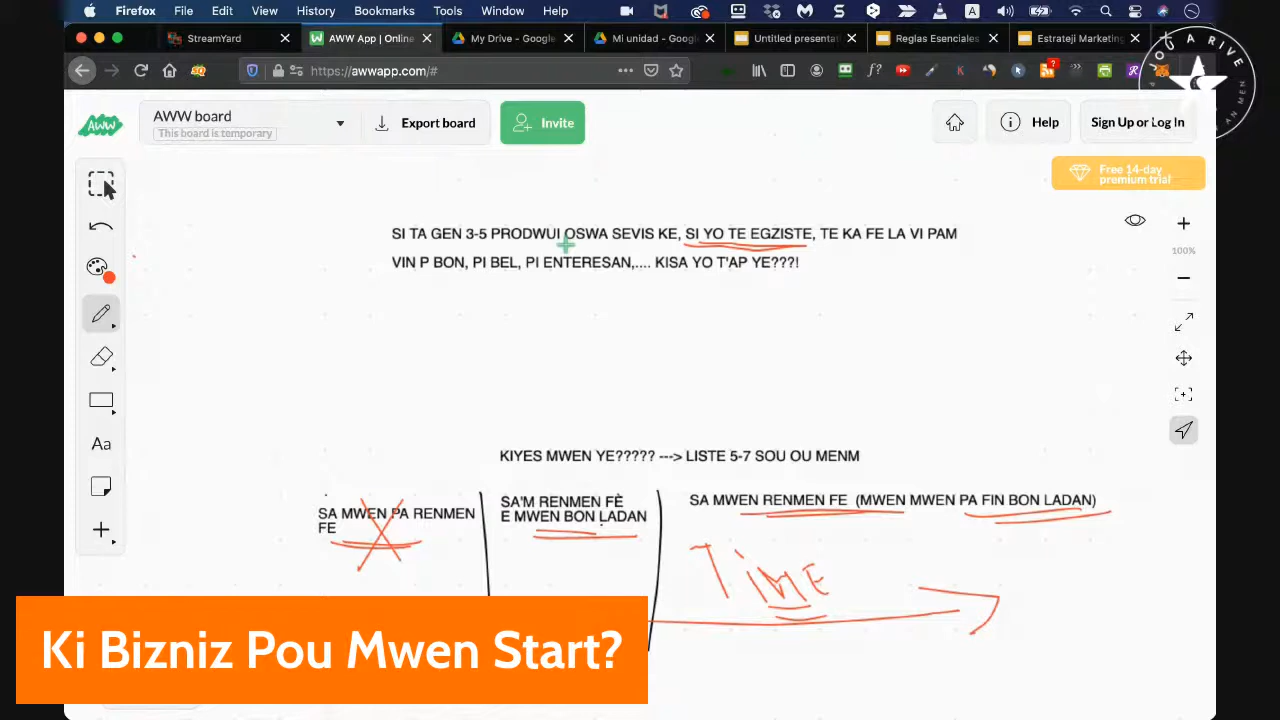 Firefox File Edit View History Bookmarks Tools Window Help
StreamYard
AWW App | Online
My Drive - Google
Mi unidad - Google
Untitled presentat
Reglas Esenciales
Estrateji Marketing
https://awwapp.com/#
AWW
AWW board
This board is temporary
Export board
Invite
Help
Sign Up or Log In
Free 14-day
premium trial
100%
Aa
SI TA GEN 3-5 PRODWUI OSWA SEVIS KE, SI YO TE EGZISTE, TE KA FE LA VI PAM
VIN P BON, PI BEL, PI ENTERESAN,.... KISA YO T'AP YE???!
KIYES MWEN YE????? ---> LISTE 5-7 SOU OU MENM
SA MWEN PA RENMEN
FE
SA'M RENMEN FÈ
E MWEN BON LADAN
SA MWEN RENMEN FE (MWEN MWEN PA FIN BON LADAN)
TiME
Ki Bizniz Pou Mwen Start?